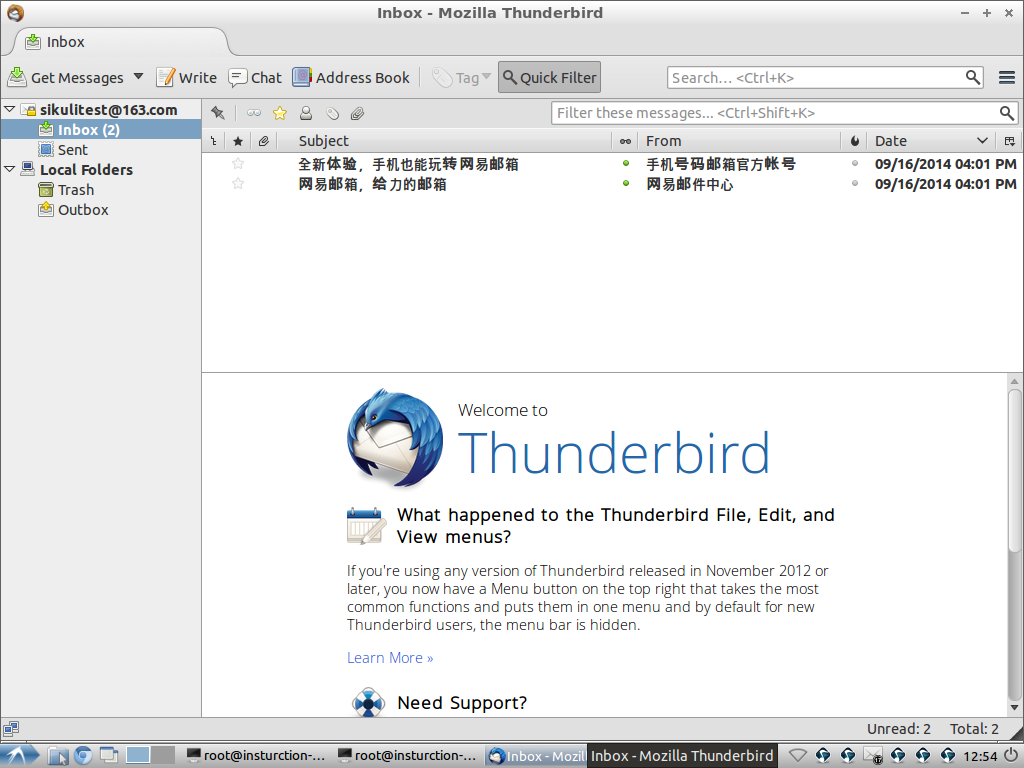 Inbox - Mozilla Thunderbird
Inbox
Get Messages Write Chat Address Book Tag Quick Filter Search... <Ctrl+K>
sikulitest@163.com
Inbox (2)
Sent
Local Folders
Trash
Outbox
Filter these messages... <Ctrl+Shift+K>
Subject From Date
全新体验，手机也能玩转网易邮箱 手机号码邮箱官方帐号 09/16/2014 04:01 PM
网易邮箱，给力的邮箱 网易邮件中心 09/16/2014 04:01 PM
Welcome to
Thunderbird
What happened to the Thunderbird File, Edit, and
View menus?
If you're using any version of Thunderbird released in November 2012 or
later, you now have a Menu button on the top right that takes the most
common functions and puts them in one menu and by default for new
Thunderbird users, the menu bar is hidden.
Learn More »
Need Support?
Unread: 2 Total: 2
root@insturction-... root@insturction-... Inbox - Mozil Inbox - Mozilla Thunderbird 12:54